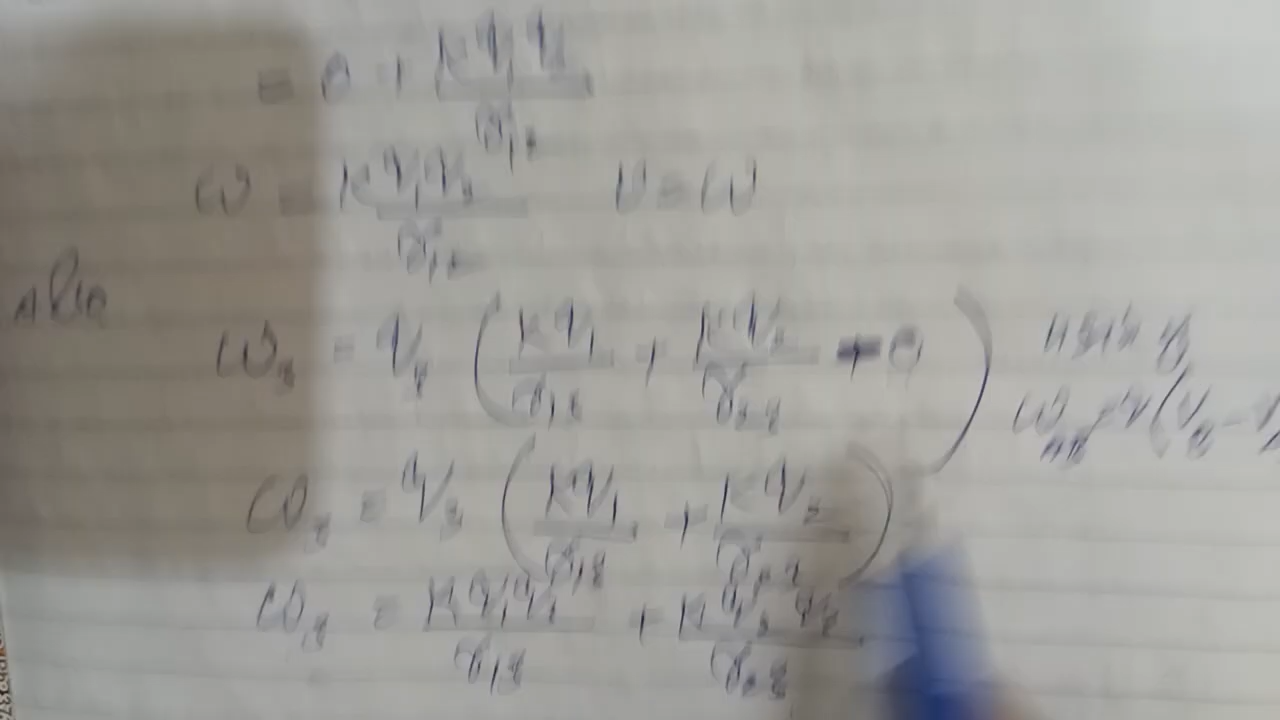 = 0 + Kq₁q₂/r₁₂
W = Kq₁q₂/r₁₂ U = W
Also
W₃ = q₃ (Kq₁/r₁₃ + Kq₂/r₂₃ - 0)
W₃ = q₃ (Kq₁/r₁₃ + Kq₂/r₂₃)
W₃ = Kq₁q₃/r₁₃ + Kq₂q₃/r₂₃